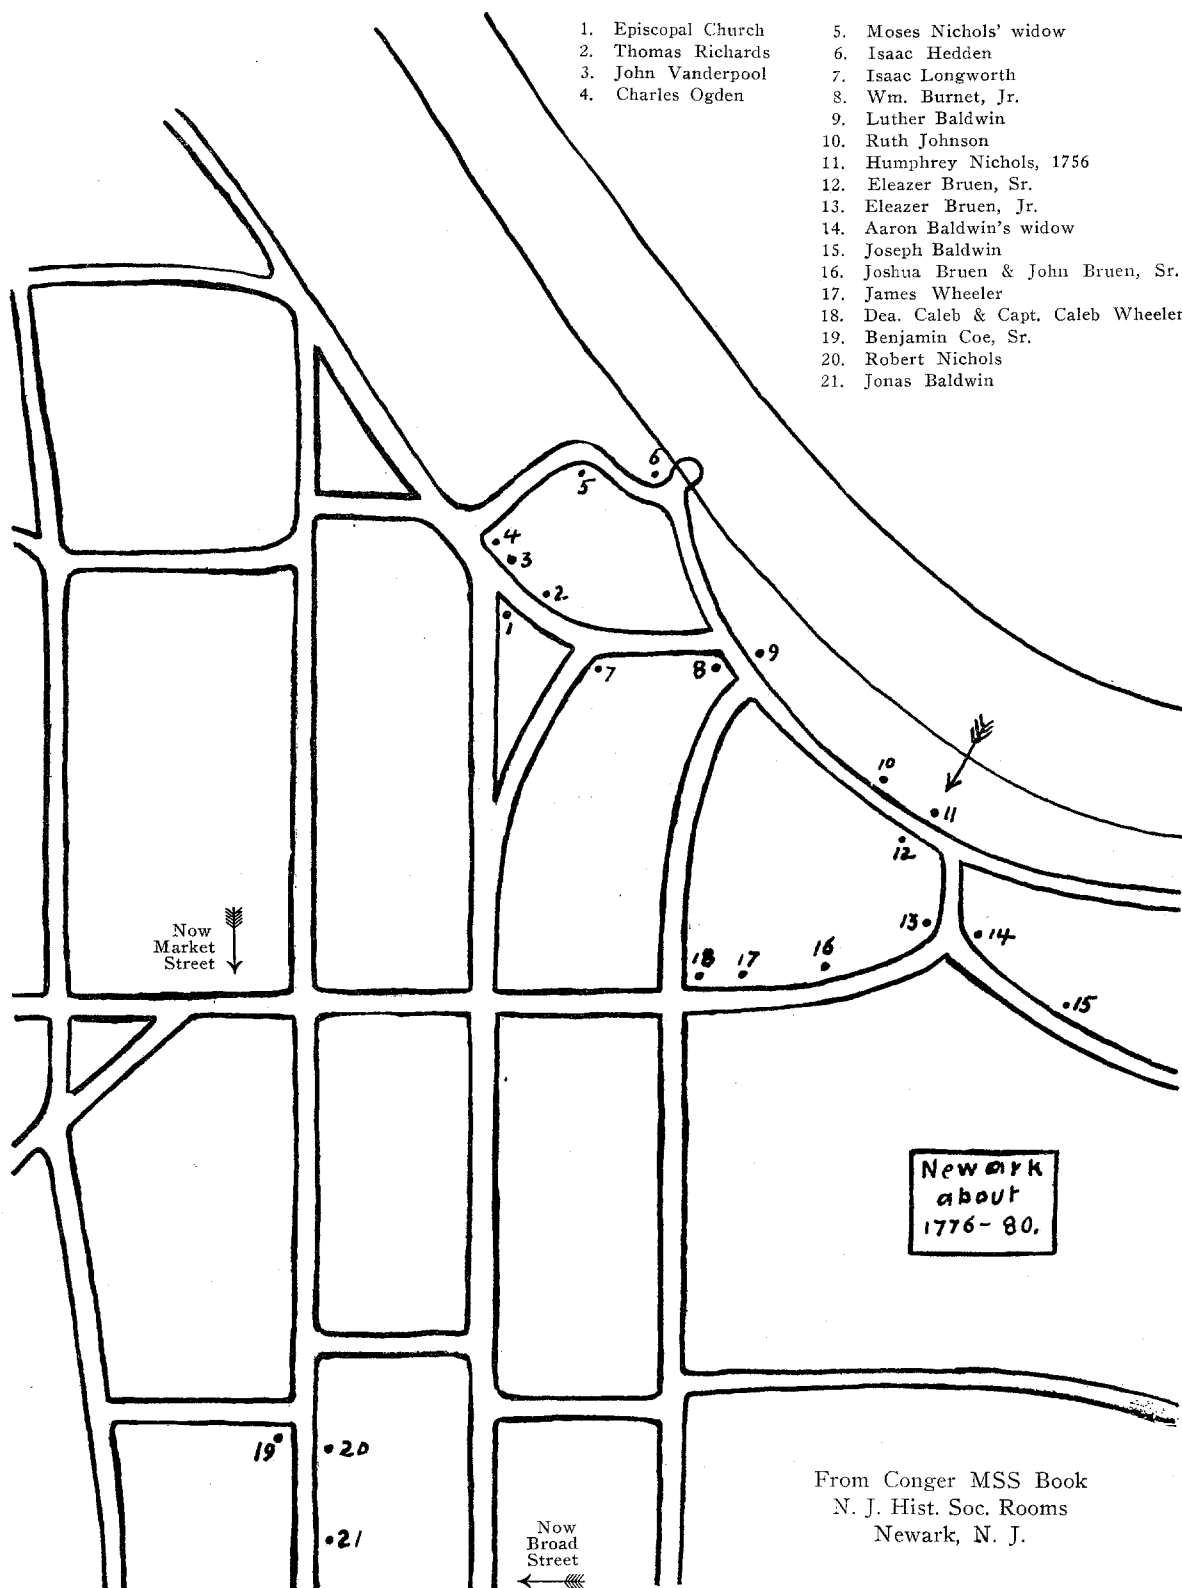 1. Episcopal Church
2. Thomas Richards
3. John Vanderpool
4. Charles Ogden
5. Moses Nichols' widow
6. Isaac Hedden
7. Isaac Longworth
8. Wm. Burnet, Jr.
9. Luther Baldwin
10. Ruth Johnson
11. Humphrey Nichols, 1756
12. Eleazer Bruen, Sr.
13. Eleazer Bruen, Jr.
14. Aaron Baldwin's widow
15. Joseph Baldwin
16. Joshua Bruen & John Bruen, Sr.
17. James Wheeler
18. Dea. Caleb & Capt. Caleb Wheeler
19. Benjamin Coe, Sr.
20. Robert Nichols
21. Jonas Baldwin
6
5
4
3
2
1
9
7
8
10
11
12
13
14
18
17
16
15
Now
Market
Street
Newark
about
1776-80.
19
20
21
From Conger MSS Book
N. J. Hist. Soc. Rooms
Newark, N. J.
Now
Broad
Street